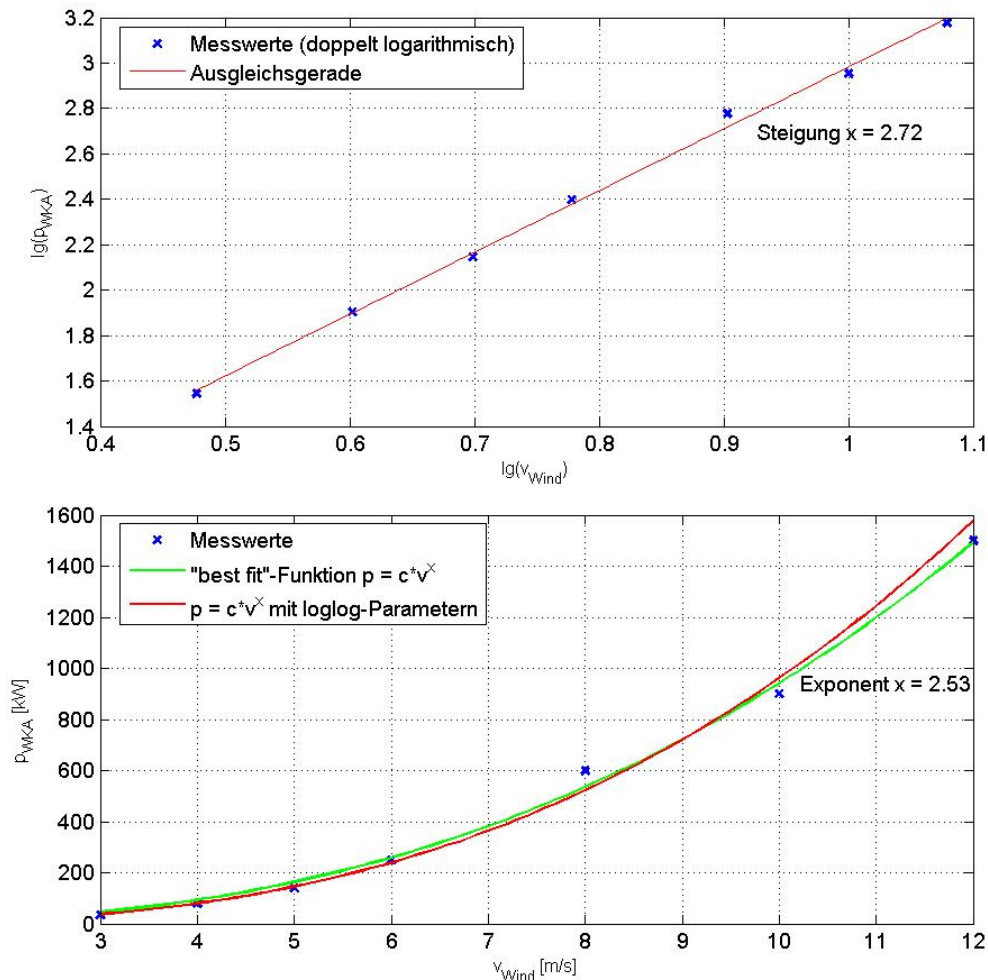 3.2
3
2.8
2.6
2.4
2.2
2
1.8
1.6
1.4
lg(p_WKA)
Messwerte (doppelt logarithmisch)
Ausgleichsgerade
Steigung x = 2.72
0.4 0.5 0.6 0.7 0.8 0.9 1 1.1
lg(v_Wind)
1600
1400
1200
1000
800
600
400
200
0
p_WKA [kW]
Messwerte
"best fit"-Funktion p = c*v^x
p = c*v^x mit loglog-Parametern
Exponent x = 2.53
3 4 5 6 7 8 9 10 11 12
v_Wind [m/s]